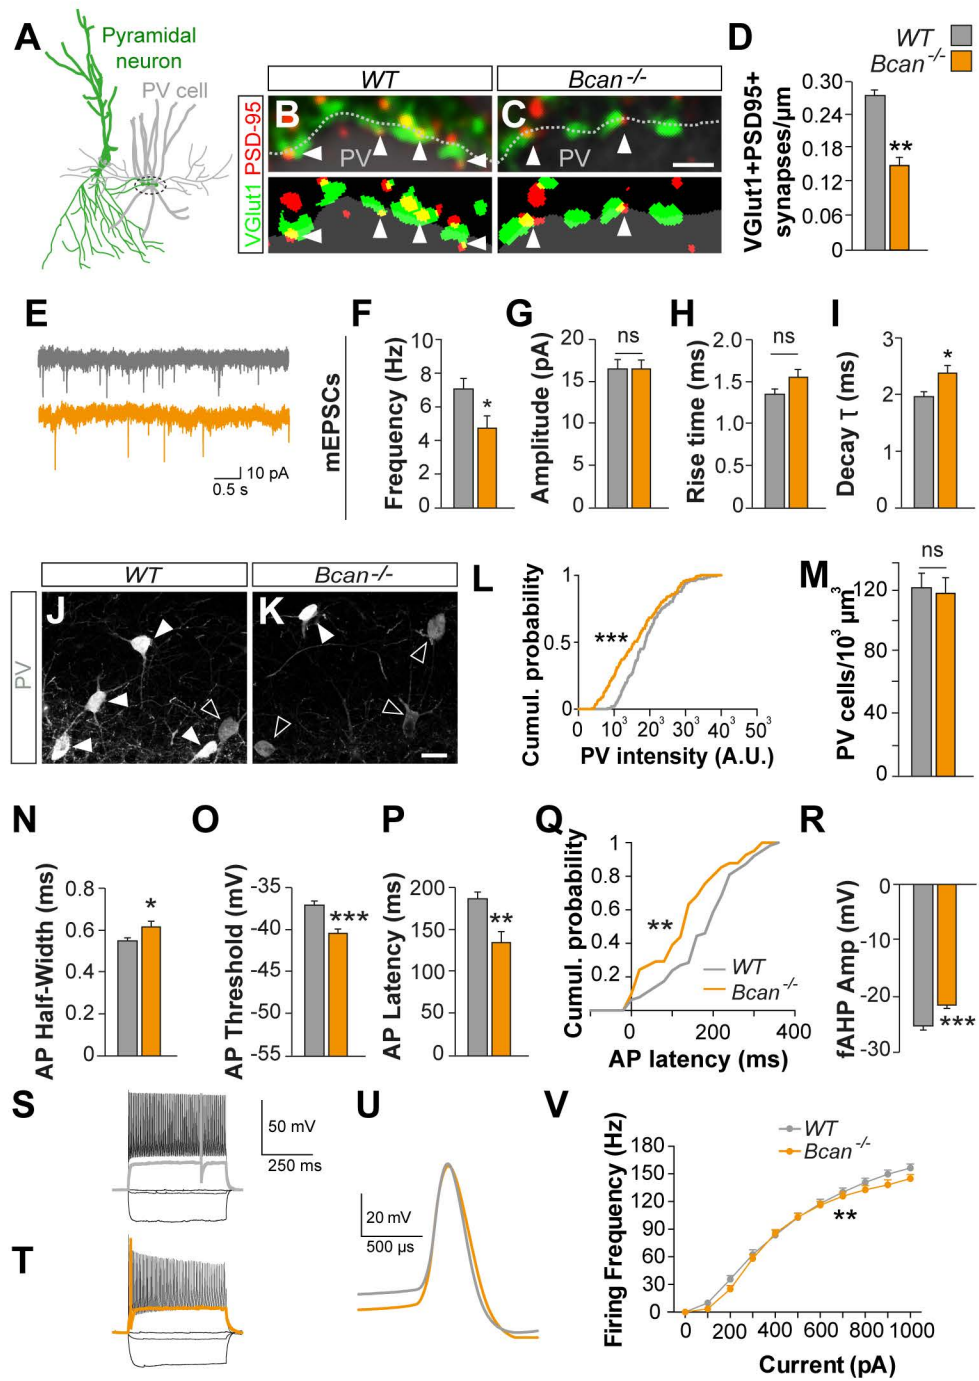 A
Pyramidal
neuron
PV cell
WT
Bcan-/-
VGlut1 PSD-95
B
PV
C
PV
D
WT
Bcan-/-
VGlut1+PSD95+
synapses/µm
0.30
0.24
0.18
0.12
0.06
0
**
E
10 pA
0.5 s
mEPSCs
F
Frequency (Hz)
10
8
6
4
2
0
*
G
Amplitude (pA)
20
15
10
5
0
ns
H
Rise time (ms)
2.0
1.5
1.0
0.5
0
ns
I
Decay τ (ms)
3
2
1
0
*
WT
Bcan-/-
PV
J
K
L
Cumul. probability
1
0.5
0
***
0 10³ 20³ 30³ 40³ 50³
PV intensity (A.U.)
M
PV cells/10³ µm³
120
80
40
0
ns
N
AP Half-Width (ms)
0.8
0.6
0.4
0.2
0
*
O
AP Threshold (mV)
-35
-40
-45
-50
-55
***
P
AP Latency (ms)
200
150
100
50
0
**
Q
Cumul. probability
1
0.8
0.6
0.4
0.2
**
WT
Bcan-/-
0 200 400
AP latency (ms)
R
fAHP Amp (mV)
0
-10
-20
-30
***
S
50 mV
250 ms
T
U
20 mV
500 µs
V
WT
Bcan-/-
Firing Frequency (Hz)
180
150
120
90
60
30
0
**
0 200 400 600 800 1000
Current (pA)